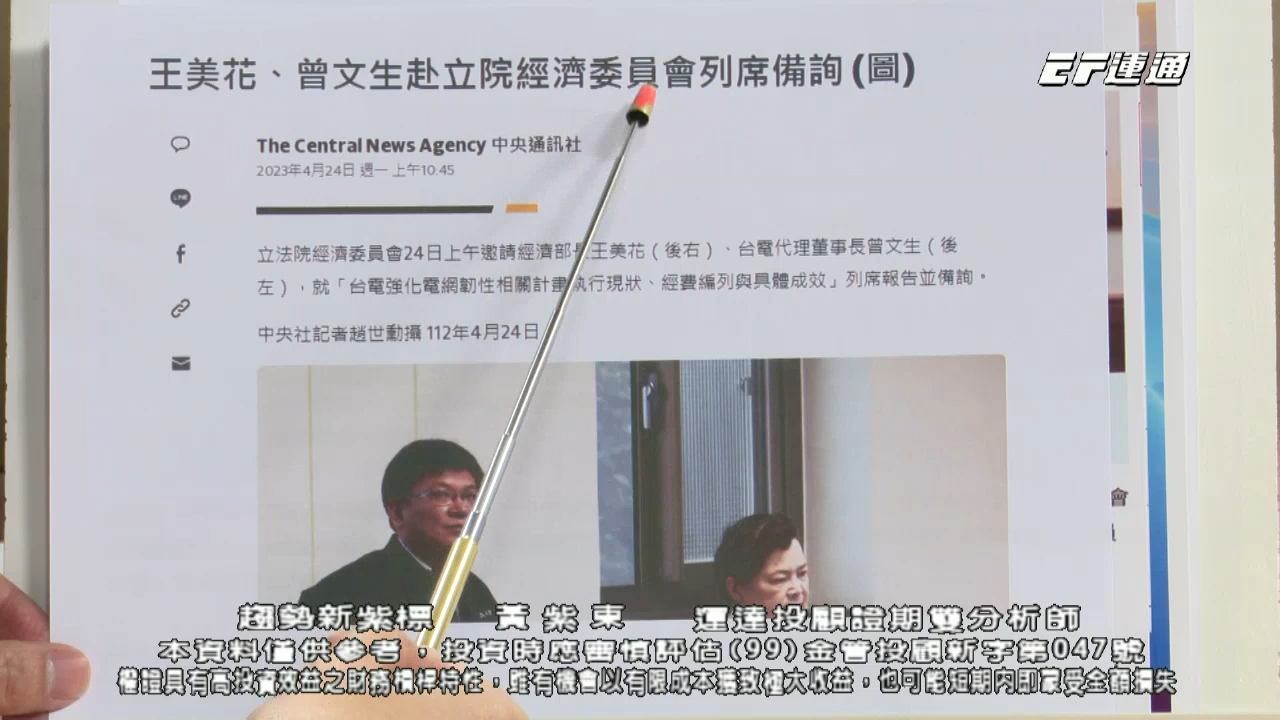 王美花、曾文生赴立院經濟委員會列席備詢(圖)
EF運通
The Central News Agency 中央通訊社
2023年4月24日 週一 上午10:45
LINE
立法院經濟委員會24日上午邀請經濟部長王美花（後右）、台電代理董事長曾文生（後
左），就「台電強化電網韌性相關計畫執行現狀、經費編列與具體成效」列席報告並備詢。
中央社記者趙世勳攝 112年4月24日
會
趨勢新紫標 黃紫東 運達投顧證期雙分析師
本資料僅供參考，投資時應審慎評估(99)金管投顧新字第047號
權證具有高投資效益之財務槓桿特性，雖有機會以有限成本獲致極大收益，也可能短期內即蒙受全額損失